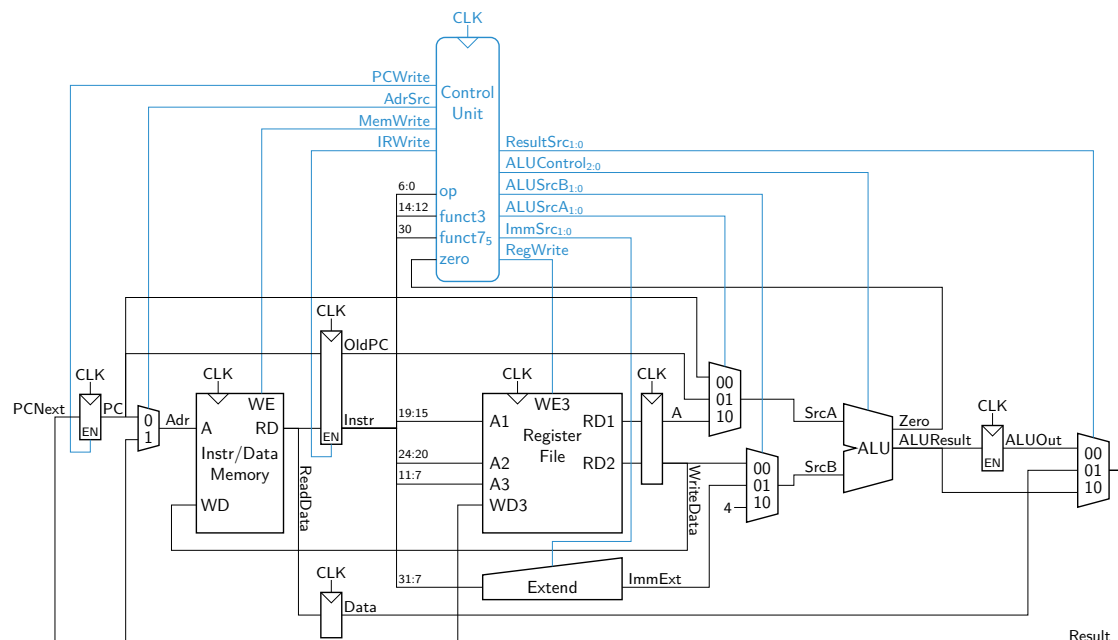 CLK
PCWrite
AdrSrc
MemWrite
IRWrite
Control
Unit
ResultSrc1:0
ALUControl2:0
ALUSrcB1:0
ALUSrcA1:0
ImmSrc1:0
RegWrite
6:0
op
14:12
funct3
30
funct75
zero
CLK
OldPC
CLK
PCNext
PC
EN
0
1
Adr
CLK
WE
A
RD
Instr/Data
Memory
WD
ReadData
EN
Instr
19:15
24:20
11:7
31:7
CLK
WE3
A1
RD1
Register
File
A2
RD2
A3
WD3
CLK
A
WriteData
00
01
10
SrcA
00
01
10
4
SrcB
ALU
Zero
ALUResult
CLK
EN
ALUOut
00
01
10
Extend
ImmExt
CLK
Data
Result